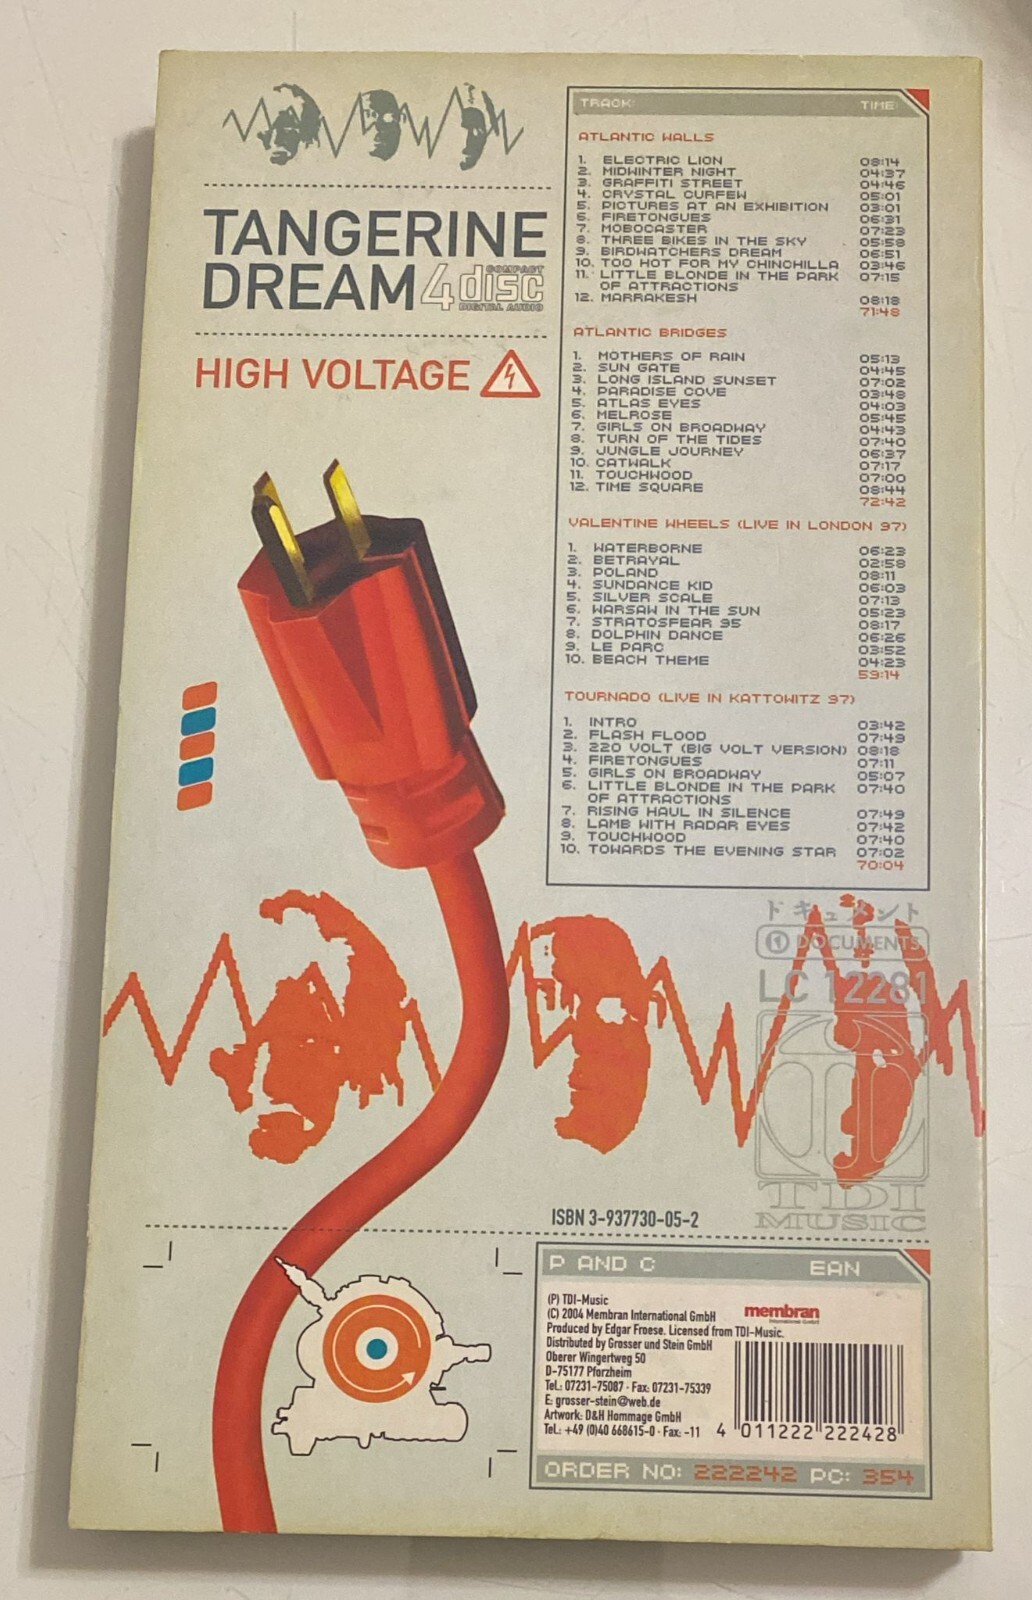 TANGERINE
DREAM 4 COMPACT disc DIGITAL AUDIO
HIGH VOLTAGE
TRACK: TIME:
ATLANTIC WALLS
1. ELECTRIC LION 08:14
2. MIDWINTER NIGHT 04:37
3. GRAFFITI STREET 04:46
4. CRYSTAL CURFEW 05:01
5. PICTURES AT AN EXHIBITION 03:01
6. FIRETONGUES 06:31
7. MOBOCASTER 07:23
8. THREE BIKES IN THE SKY 05:58
9. BIRDWATCHERS DREAM 06:51
10. TOO HOT FOR MY CHINCHILLA 03:46
11. LITTLE BLONDE IN THE PARK 07:15
OF ATTRACTIONS
12. MARRAKESH 08:18
71:48
ATLANTIC BRIDGES
1. MOTHERS OF RAIN 05:13
2. SUN GATE 04:45
3. LONG ISLAND SUNSET 07:02
4. PARADISE COVE 03:48
5. ATLAS EYES 04:03
6. MELROSE 05:45
7. GIRLS ON BROADWAY 04:43
8. TURN OF THE TIDES 07:40
9. JUNGLE JOURNEY 06:37
10. CATWALK 07:17
11. TOUCHWOOD 07:00
12. TIME SQUARE 08:44
72:42
VALENTINE WHEELS (LIVE IN LONDON 97)
1. WATERBORNE 06:23
2. BETRAYAL 02:58
3. POLAND 08:11
4. SUNDANCE KID 06:03
5. SILVER SCALE 07:13
6. WARSAW IN THE SUN 05:23
7. STRATOSFEAR 95 08:17
8. DOLPHIN DANCE 06:26
9. LE PARC 03:52
10. BEACH THEME 04:23
59:14
TOURNADO (LIVE IN KATTOWITZ 97)
1. INTRO 03:42
2. FLASH FLOOD 07:49
3. 220 VOLT (BIG VOLT VERSION) 08:18
4. FIRETONGUES 07:11
5. GIRLS ON BROADWAY 05:07
6. LITTLE BLONDE IN THE PARK 07:40
OF ATTRACTIONS
7. RISING HAUL IN SILENCE 07:49
8. LAMB WITH RADAR EYES 07:42
9. TOUCHWOOD 07:40
10. TOWARDS THE EVENING STAR 07:02
70:04
ドキュメント
DOCUMENTS
LC 12281
TDI
MUSIC
ISBN 3-937730-05-2
P AND C EAN
(P) TDI-Music
(C) 2004 Membran International GmbH
membran
International GmbH
Produced by Edgar Froese. Licensed from TDI-Music.
Distributed by Grosser und Stein GmbH
Oberer Wingertweg 50
D-75177 Pforzheim
Tel.: 07231-75087 · Fax: 07231-75339
E: grosser-stein@web.de
Artwork: D&H Hommage GmbH
Tel.: +49 (0)40 668615-0 · Fax: -11
4 011222 222428
ORDER NO: 222242 PC: 354